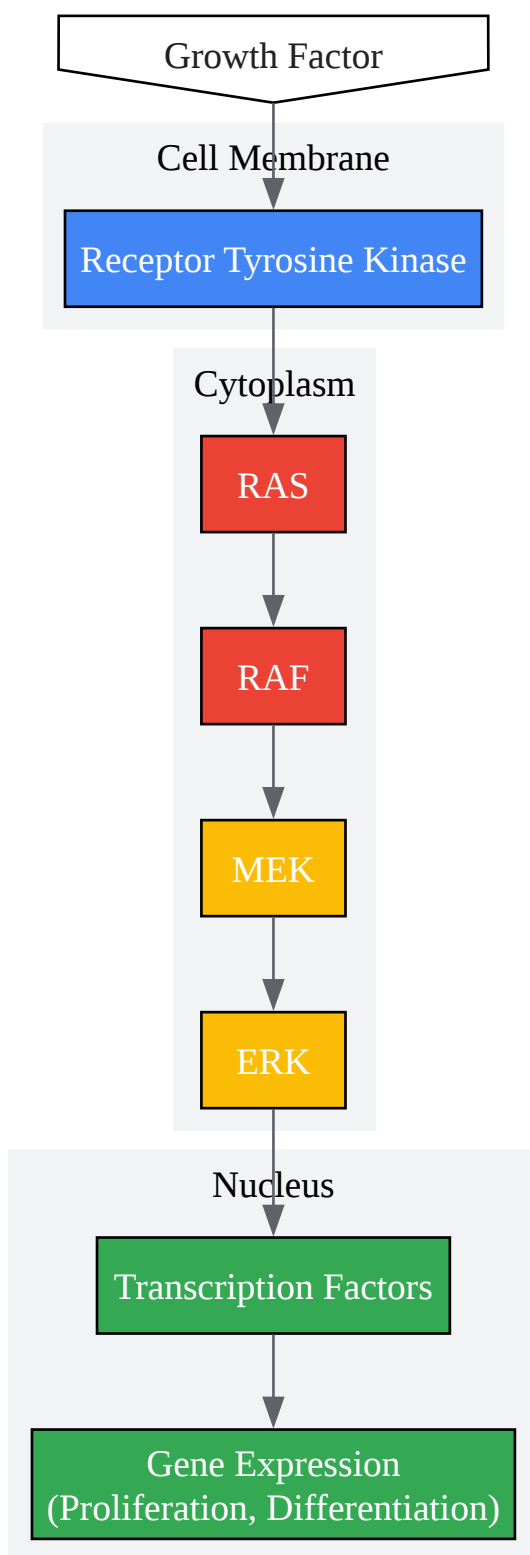 Growth Factor
Cell Membrane
Receptor Tyrosine Kinase
Cytoplasm
RAS
RAF
MEK
ERK
Nucleus
Transcription Factors
Gene Expression
(Proliferation, Differentiation)